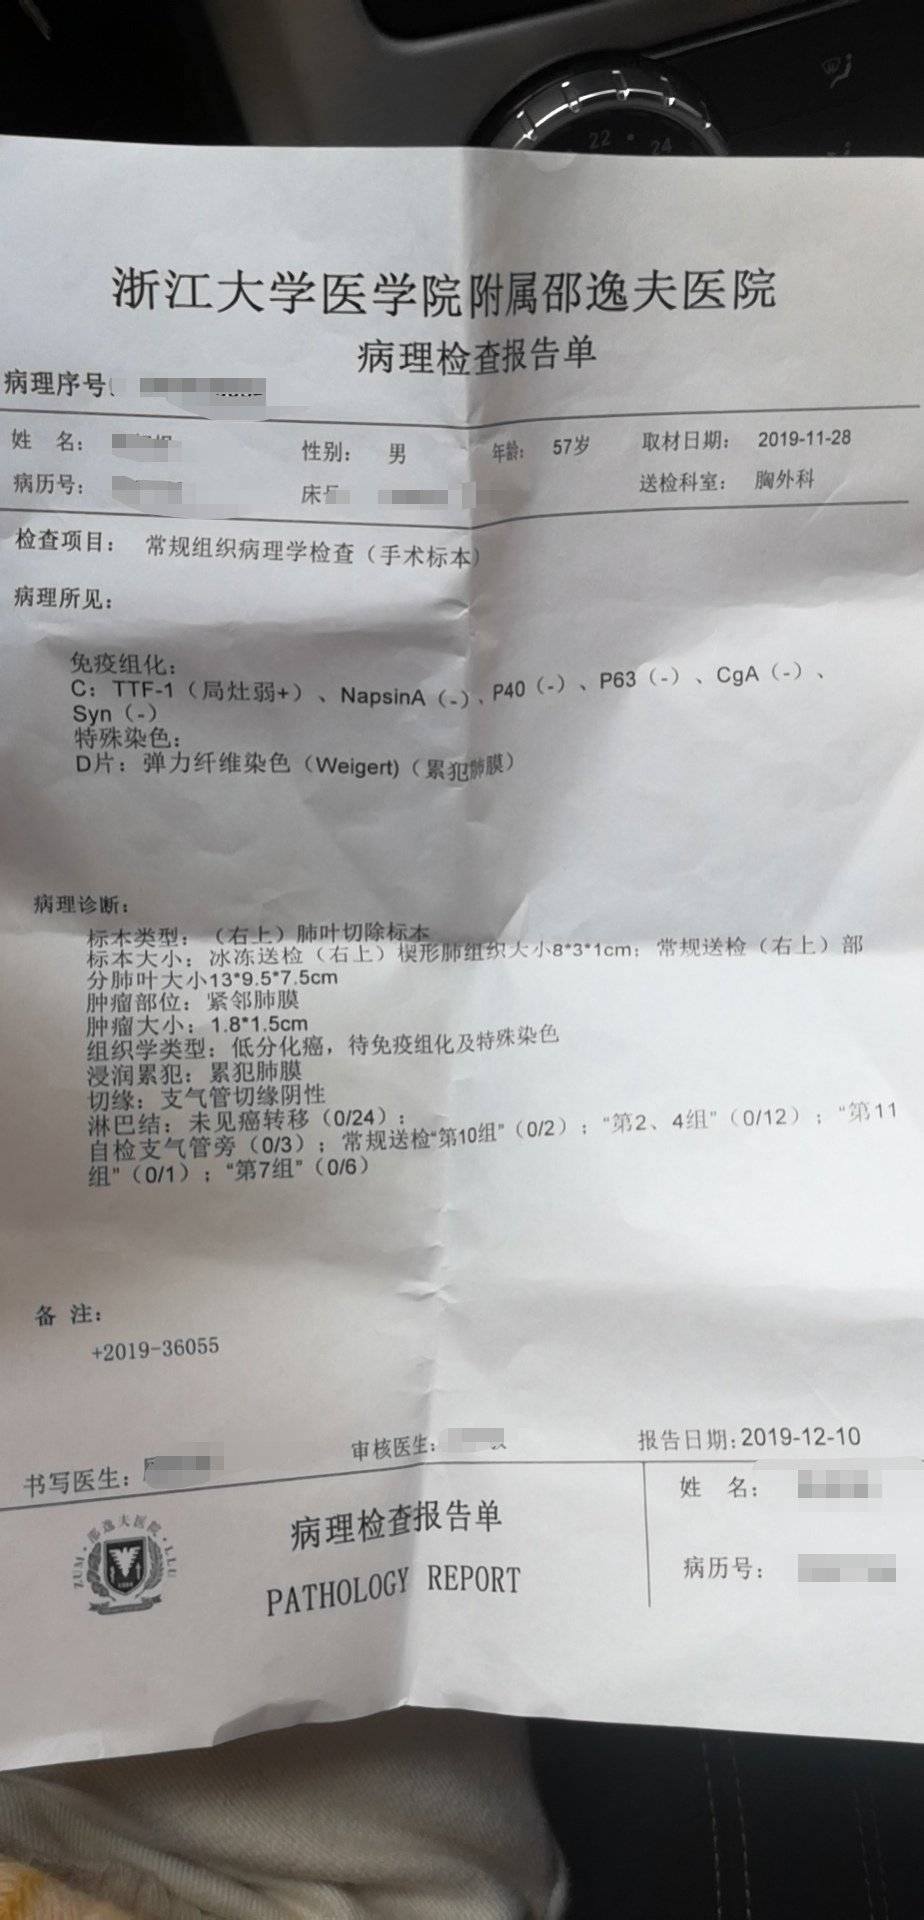 22 • 24
浙江大学医学院附属邵逸夫医院
病理检查报告单
病理序号
姓 名： 性别： 男 年龄： 57岁 取材日期： 2019-11-28
病历号： 床 送检科室： 胸外科
检查项目： 常规组织病理学检查（手术标本）
病理所见：
免疫组化：
C：TTF-1（局灶弱+）、NapsinA（-）、P40（-）、P63（-）、CgA（-）、
Syn（-）
特殊染色：
D片：弹力纤维染色（Weigert)（累犯肺膜）
病理诊断：
标本类型：（右上）肺叶切除标本
标本大小：冰冻送检（右上）楔形肺组织大小8*3*1cm；常规送检（右上）部
分肺叶大小13*9.5*7.5cm
肿瘤部位：紧邻肺膜
肿瘤大小：1.8*1.5cm
组织学类型：低分化癌，待免疫组化及特殊染色
浸润累犯：累犯肺膜
切缘：支气管切缘阴性
淋巴结：未见癌转移（0/24）：
自检支气管旁（0/3）；常规送检“第10组”（0/2）；“第2、4组”（0/12）；“第11
组”（0/1）；“第7组”（0/6）
备 注：
+2019-36055
书写医生： 审核医生： 报告日期：2019-12-10
邵逸夫医院
病理检查报告单
PATHOLOGY REPORT
姓 名：
病历号：